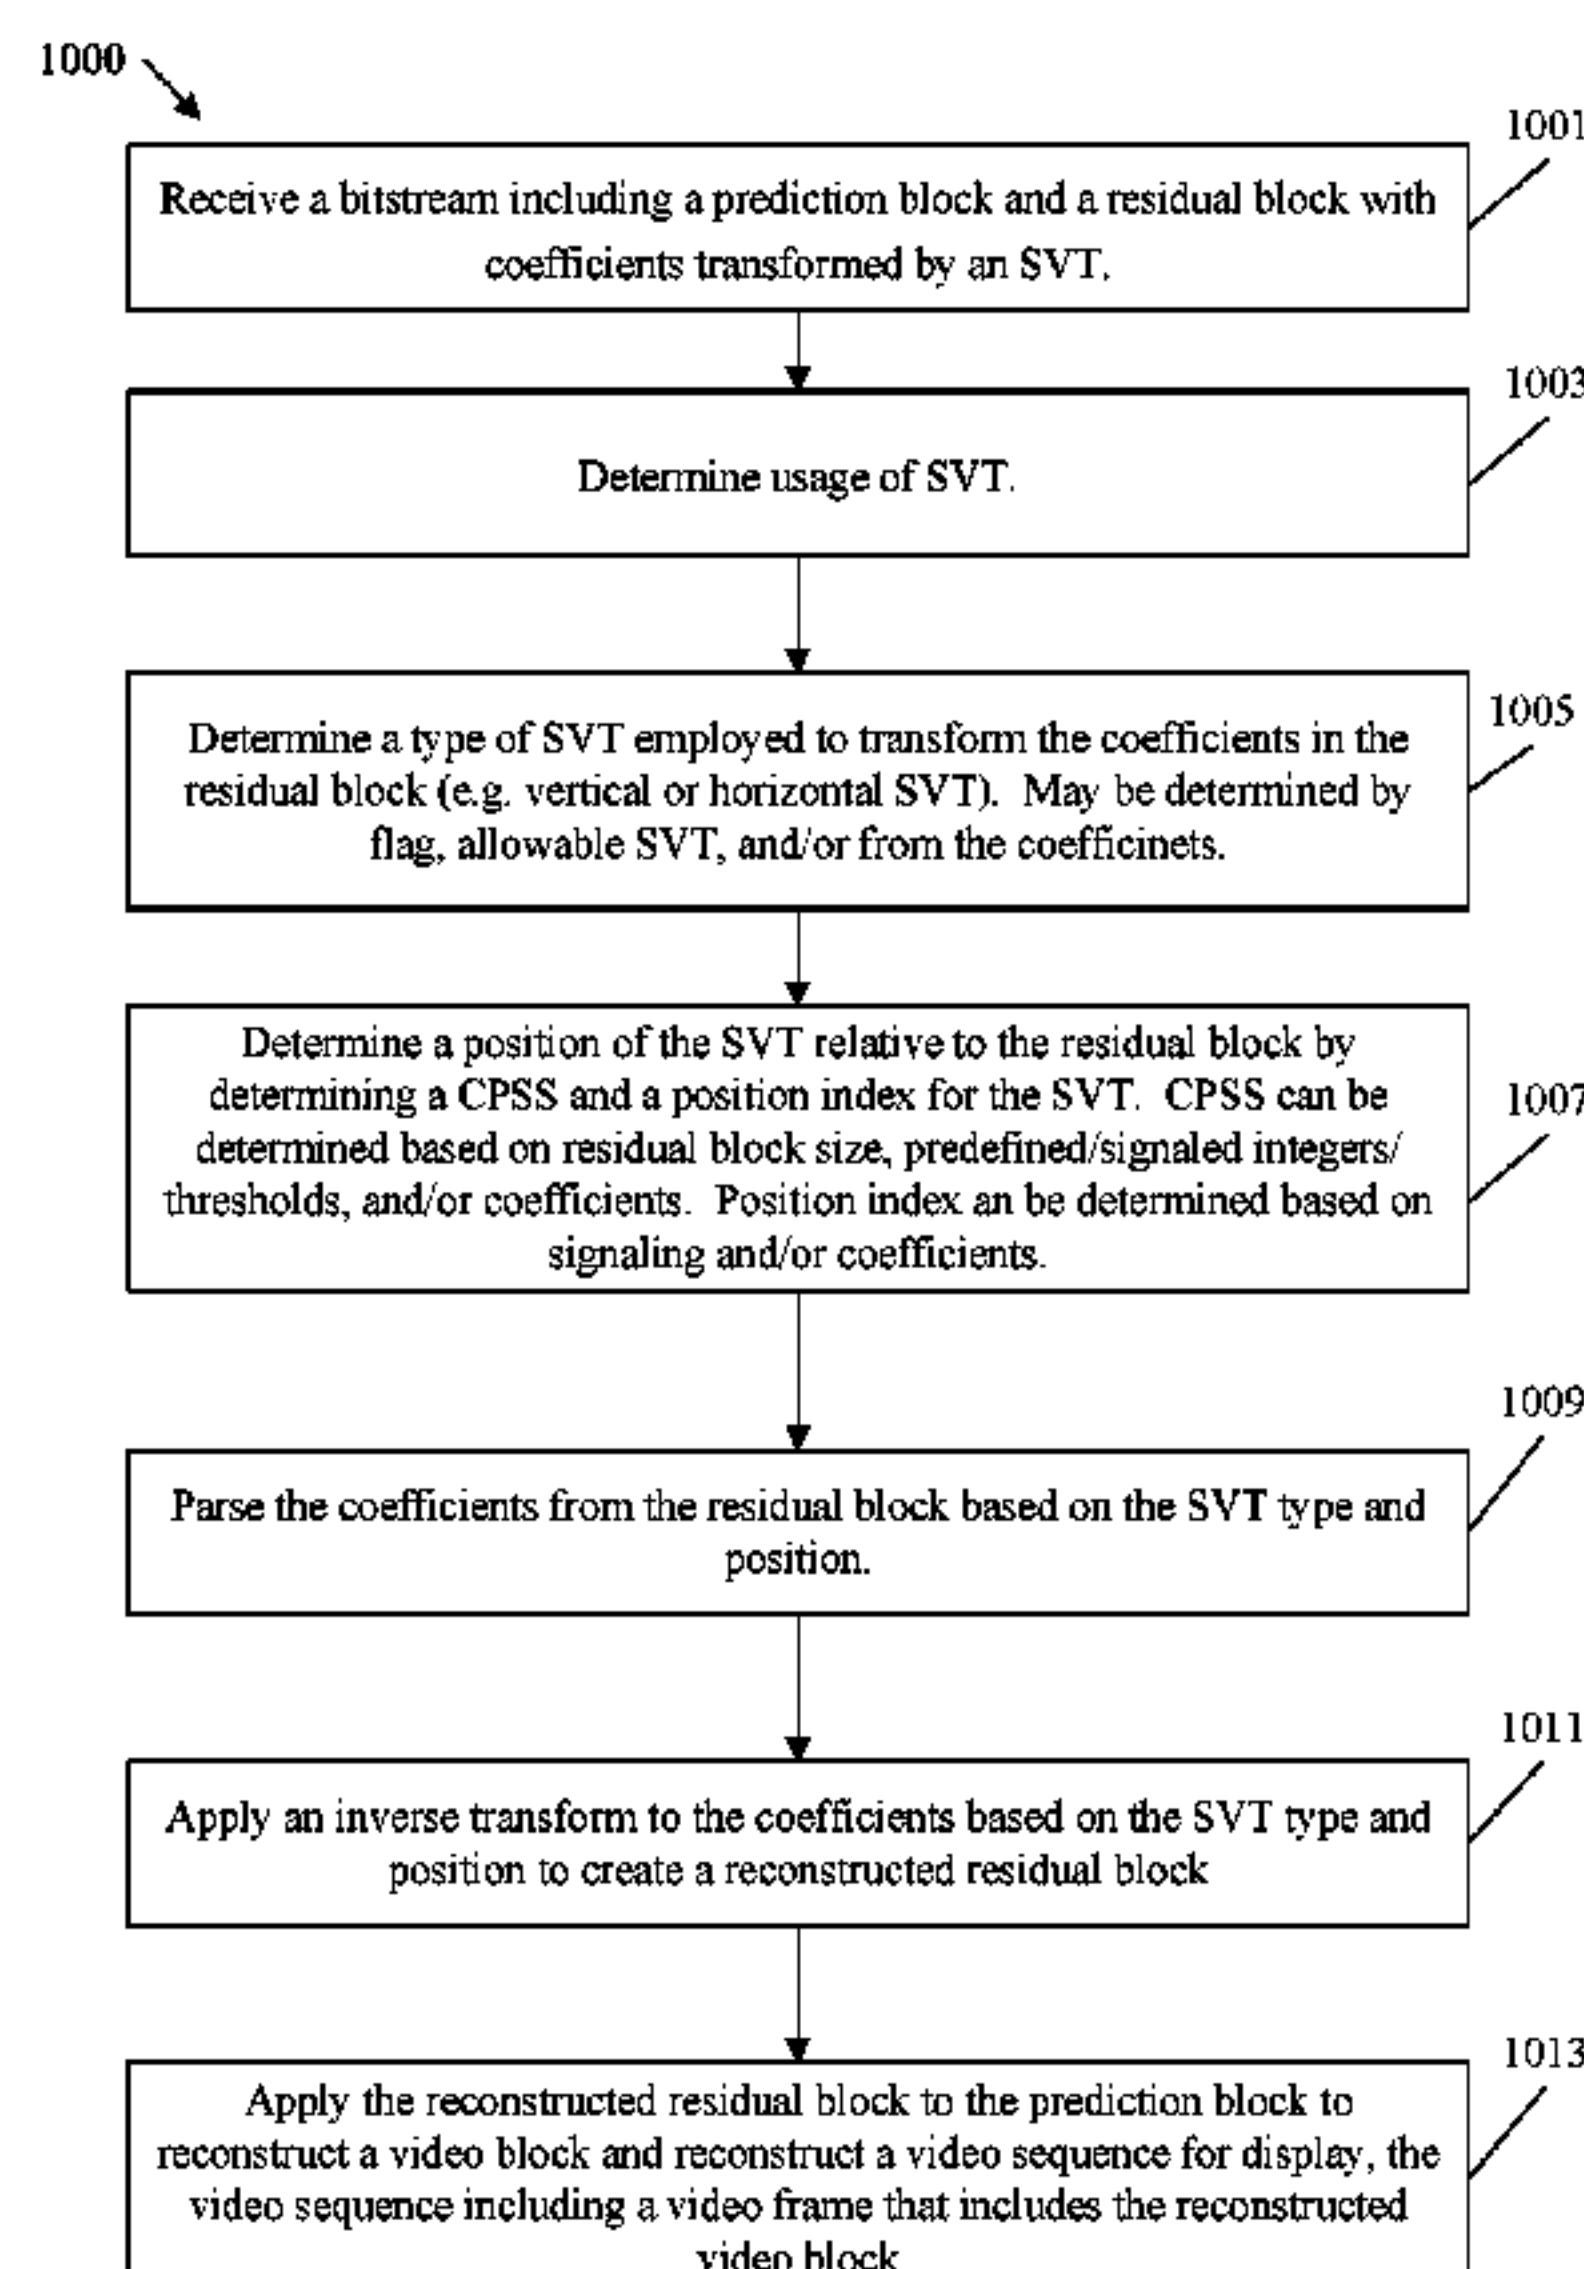 1000
1001
Receive a bitstream including a prediction block and a residual block with
coefficients transformed by an SVT.
1003
Determine usage of SVT.
1005
Determine a type of SVT employed to transform the coefficients in the
residual block (e.g. vertical or horizontal SVT).  May be determined by
flag, allowable SVT, and/or from the coefficinets.
Determine a position of the SVT relative to the residual block by
determining a CPSS and a position index for the SVT.  CPSS can be
1007
determined based on residual block size, predefined/signaled integers/
thresholds, and/or coefficients.  Position index an be determined based on
signaling and/or coefficients.
1009
Parse the coefficients from the residual block based on the SVT type and
position.
1011
Apply an inverse transform to the coefficients based on the SVT type and
position to create a reconstructed residual block
1013
Apply the reconstructed residual block to the prediction block to
reconstruct a video block and reconstruct a video sequence for display, the
video sequence including a video frame that includes the reconstructed
video block